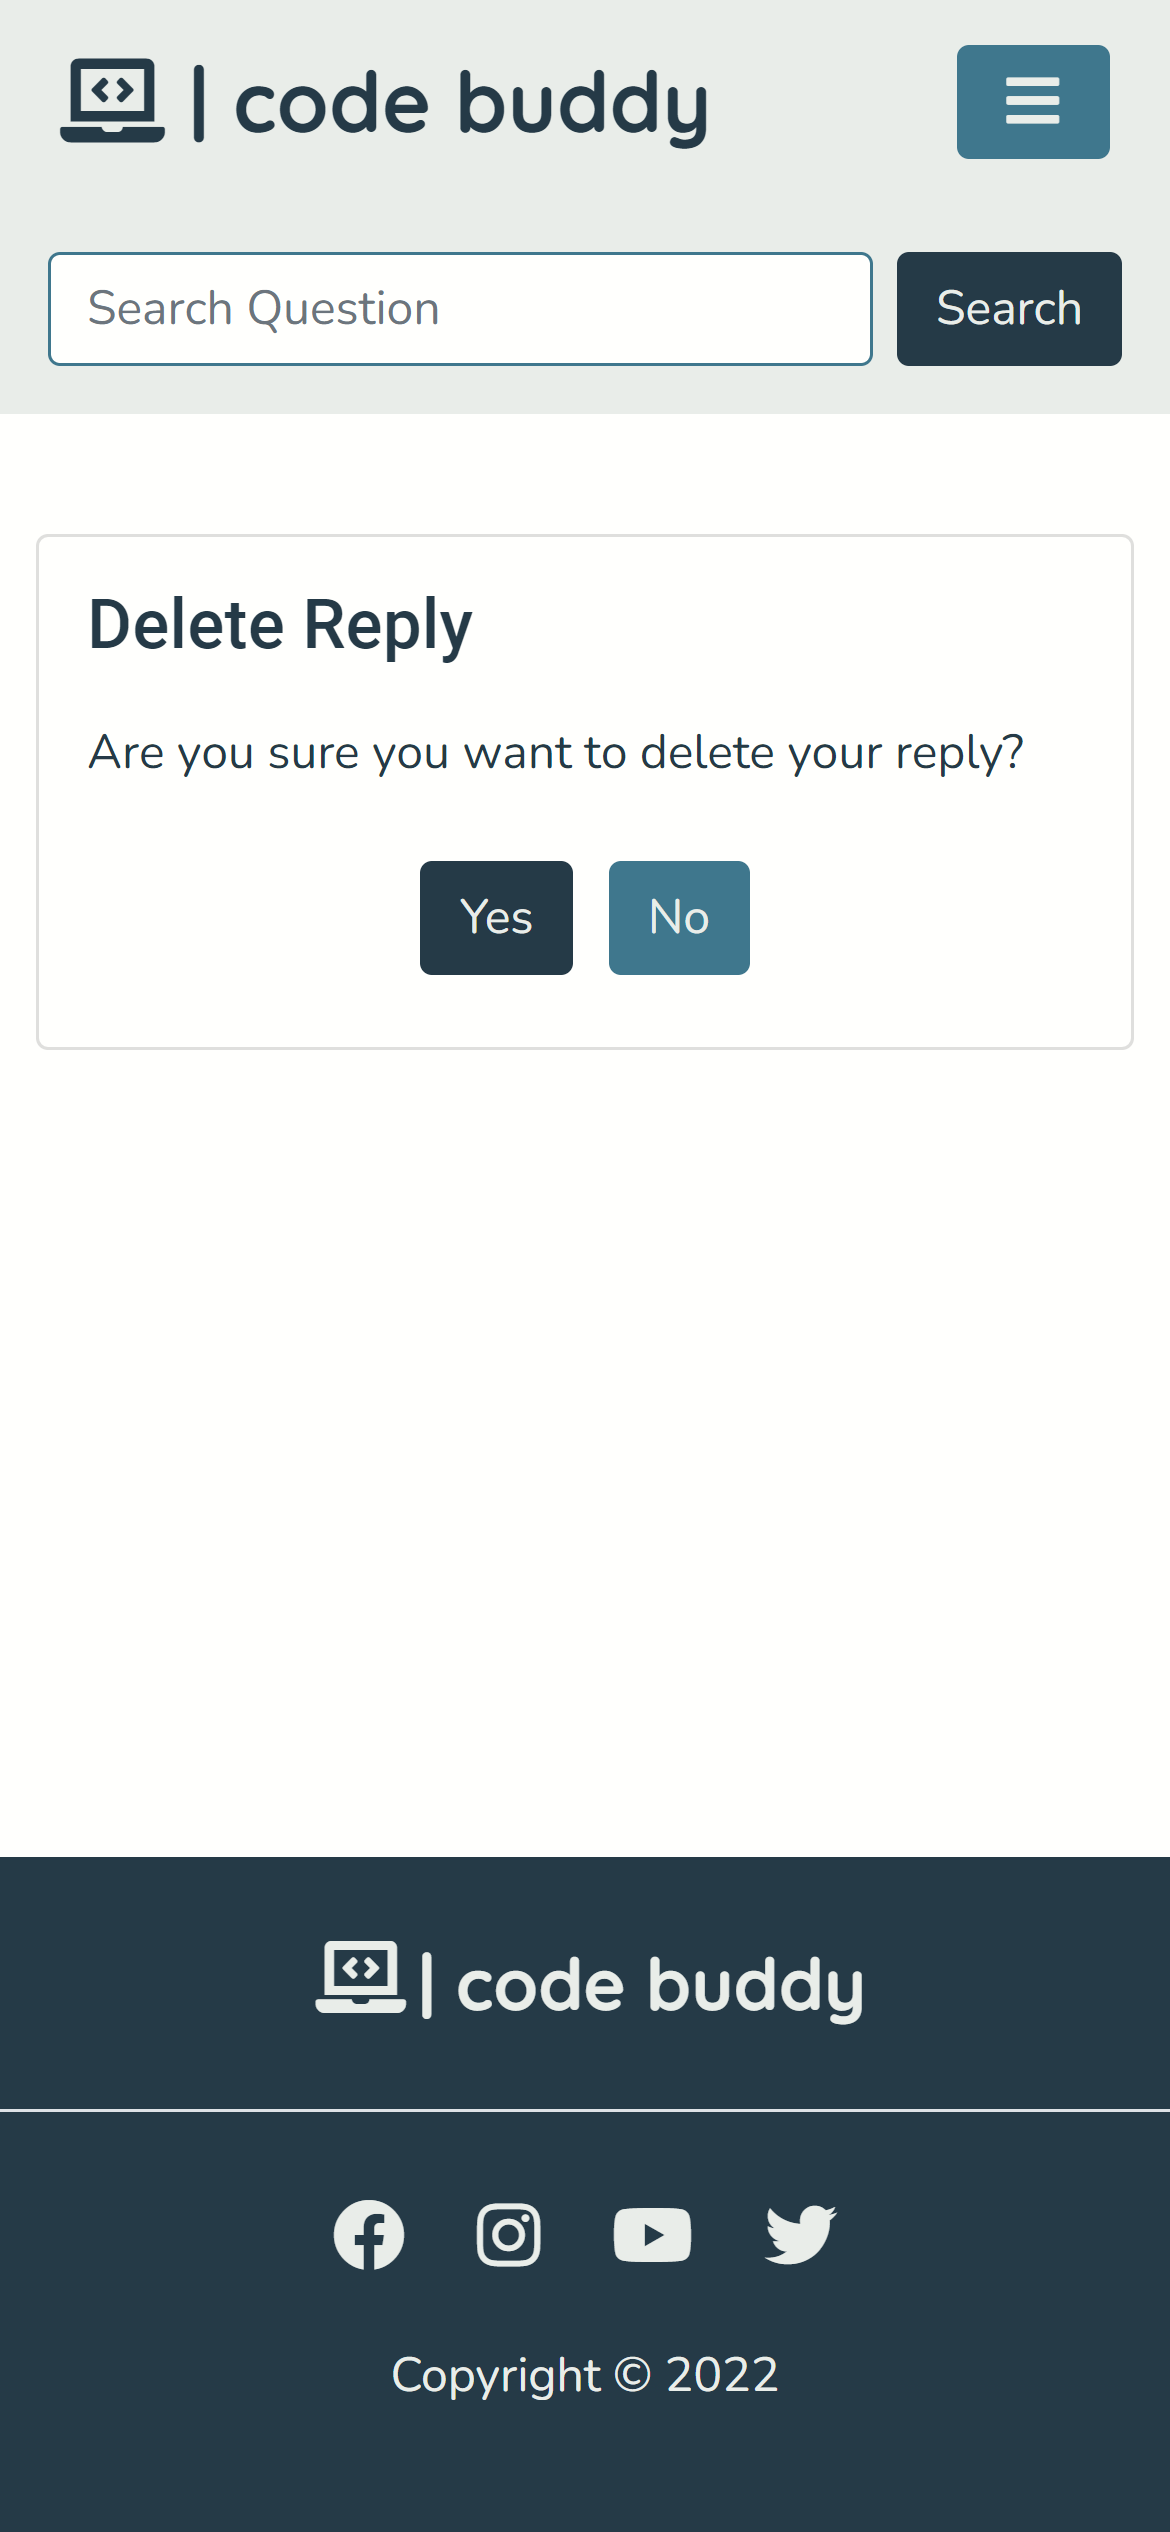 | code buddy
Search Question
Search
Delete Reply
Are you sure you want to delete your reply?
Yes
No
| code buddy
Copyright © 2022